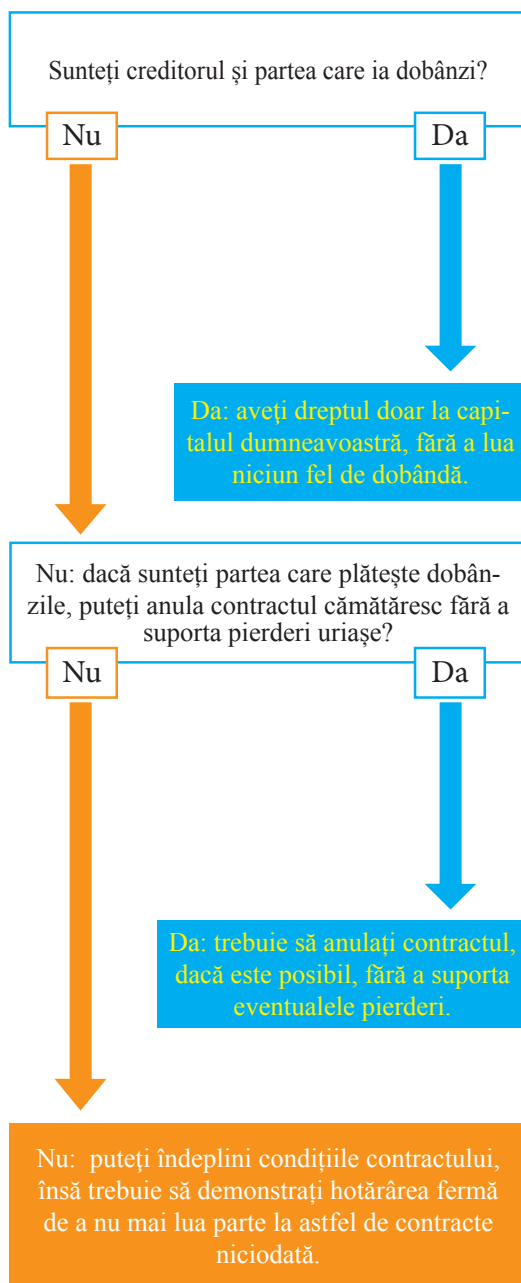 Sunteți creditorul și partea care ia dobânzi?
Nu
Da
Da: aveți dreptul doar la capi-
talul dumneavoastră, fără a lua
niciun fel de dobândă.
Nu: dacă sunteți partea care plătește dobân-
zile, puteți anula contractul cămătăresc fără a
suporta pierderi uriașe?
Nu
Da
Da: trebuie să anulați contractul,
dacă este posibil, fără a suporta
eventualele pierderi.
Nu: puteți îndeplini condițiile contractului,
însă trebuie să demonstrați hotărârea fermă
de a nu mai lua parte la astfel de contracte
niciodată.